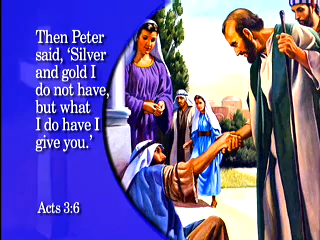 Then Peter
said, ‘Silver
and gold I
do not have,
but what
I do have I
give you.’
Acts 3:6